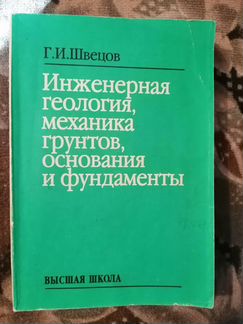 Г.И.Швецов
Инженерная
геология,
механика
грунтов,
основания
и фундаменты
ВЫСШАЯ ШКОЛА